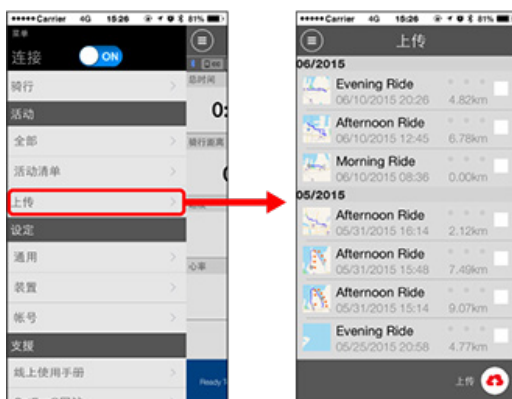 •••••Carrier 4G 15:26 81%
菜单
连接 ON
骑行
活动
全部
活动清单
上传
设定
通用
装置
帐号
支援
线上使用手册
总时间
0:
骑行距离
心率
Ready
•••••Carrier 4G 15:26 81%
上传
06/2015
Evening Ride
06/10/2015 20:26 4.82km
Afternoon Ride
06/10/2015 12:45 6.78km
Morning Ride
06/10/2015 08:36 0.00km
05/2015
Afternoon Ride
05/31/2015 16:14 2.12km
Afternoon Ride
05/31/2015 15:48 7.49km
Afternoon Ride
05/31/2015 15:14 9.07km
Evening Ride
05/25/2015 20:58 4.77km
上传